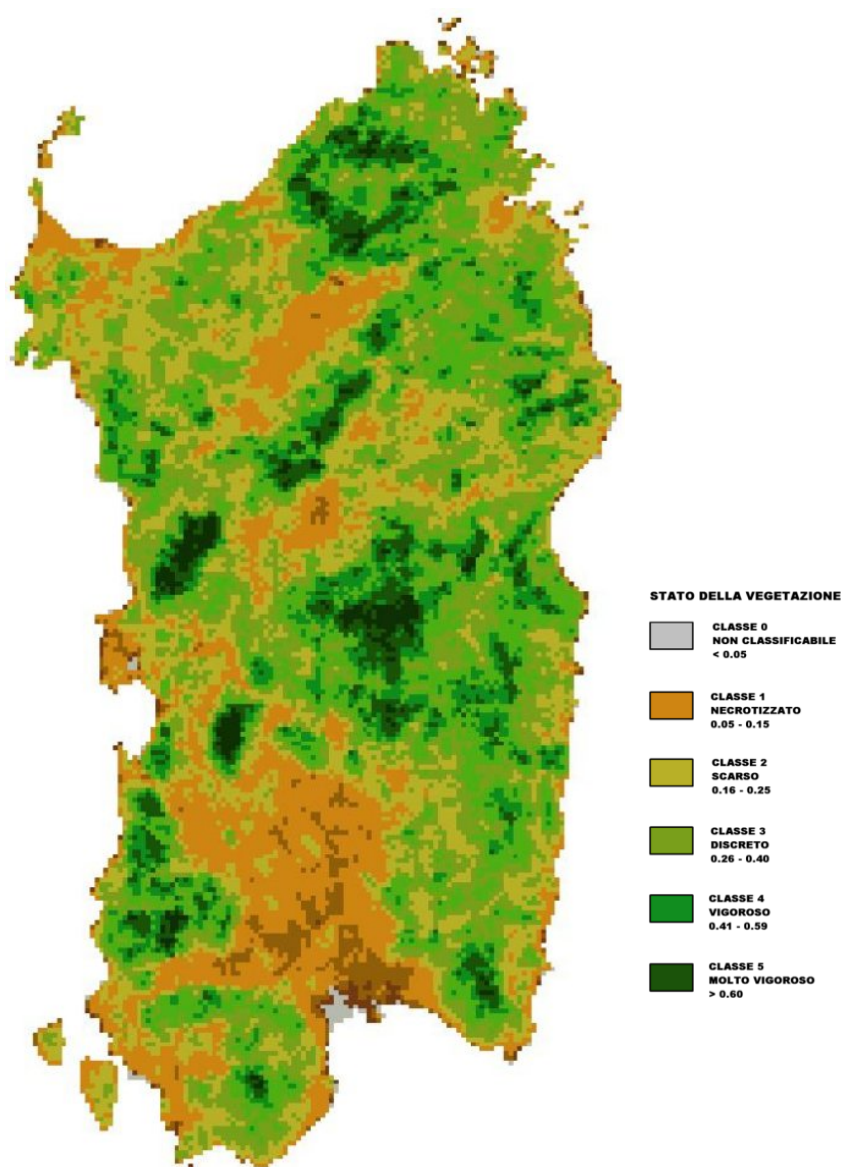 STATO DELLA VEGETAZIONE
CLASSE 0
NON CLASSIFICABILE
< 0.05
CLASSE 1
NECROTIZZATO
0.05 - 0.15
CLASSE 2
SCARSO
0.16 - 0.25
CLASSE 3
DISCRETO
0.26 - 0.40
CLASSE 4
VIGOROSO
0.41 - 0.59
CLASSE 5
MOLTO VIGOROSO
> 0.60